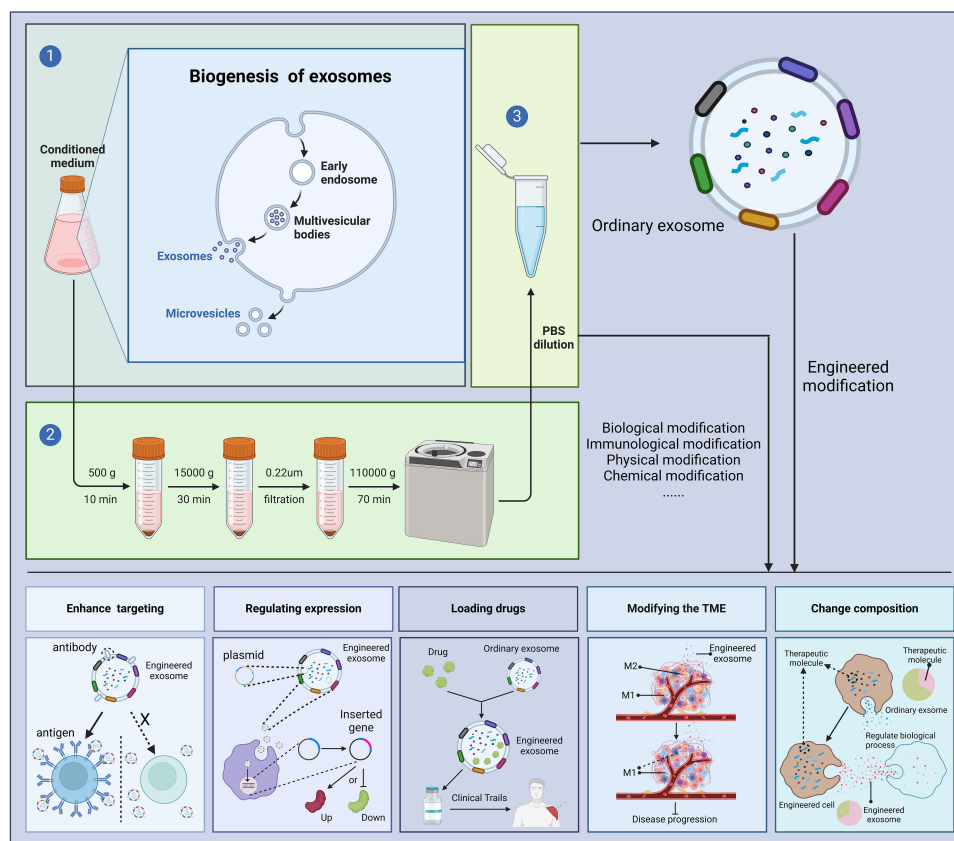 1
Biogenesis of exosomes
Conditioned
medium
Early
endosome
Multivesicular
bodies
Exosomes
Microvesicles
3
PBS
dilution
Ordinary exosome
Engineered
modification
2
500 g
10 min
15000 g
30 min
0.22um
filtration
110000 g
70 min
Biological modification
Immunological modification
Physical modification
Chemical modification
......
Enhance targeting
antibody
Engineered
exosome
X
antigen
Regulating expression
plasmid
Engineered
exosome
Inserted
gene
or
Up
Down
Loading drugs
Drug
Ordinary exosome
Engineered
exosome
Clinical Trails
Modifying the TME
Engineered
exosome
M2
M1
M1
Disease progression
Change composition
Therapeutic
molecule
Therapeutic
molecule
Ordinary exsome
Regulate biological
process
Engineered cell
Engineered
exosome